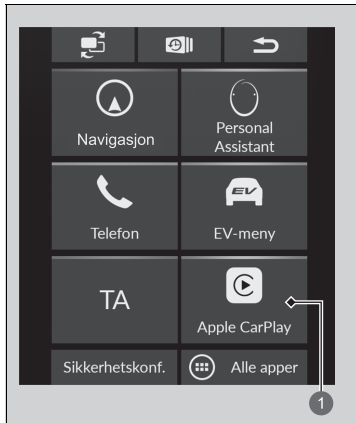 Navigasjon
Personal
Assistant
Telefon
EV
EV-meny
TA
Apple CarPlay
Sikkerhetskonf.
Alle apper
1